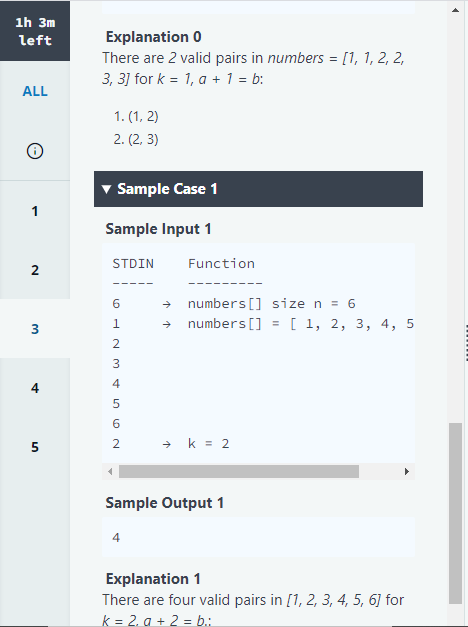 1h 3m
left
ALL
1
2
3
4
5
Explanation 0
There are 2 valid pairs in numbers = [1, 1, 2, 2,
3, 3] for k = 1, a + 1 = b:
1. (1, 2)
2. (2, 3)
▼ Sample Case 1
Sample Input 1
STDIN Function
----- ---------
6 → numbers[] size n = 6
1 → numbers[] = [ 1, 2, 3, 4, 5
2
3
4
5
6
2 → k = 2
Sample Output 1
4
Explanation 1
There are four valid pairs in [1, 2, 3, 4, 5, 6] for
k = 2, a + 2 = b.: